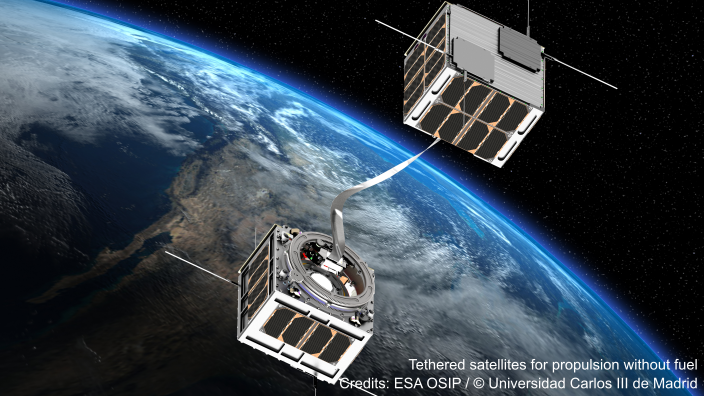 Tethered satellites for propulsion without fuel
Credits: ESA OSIP / © Universidad Carlos III de Madrid